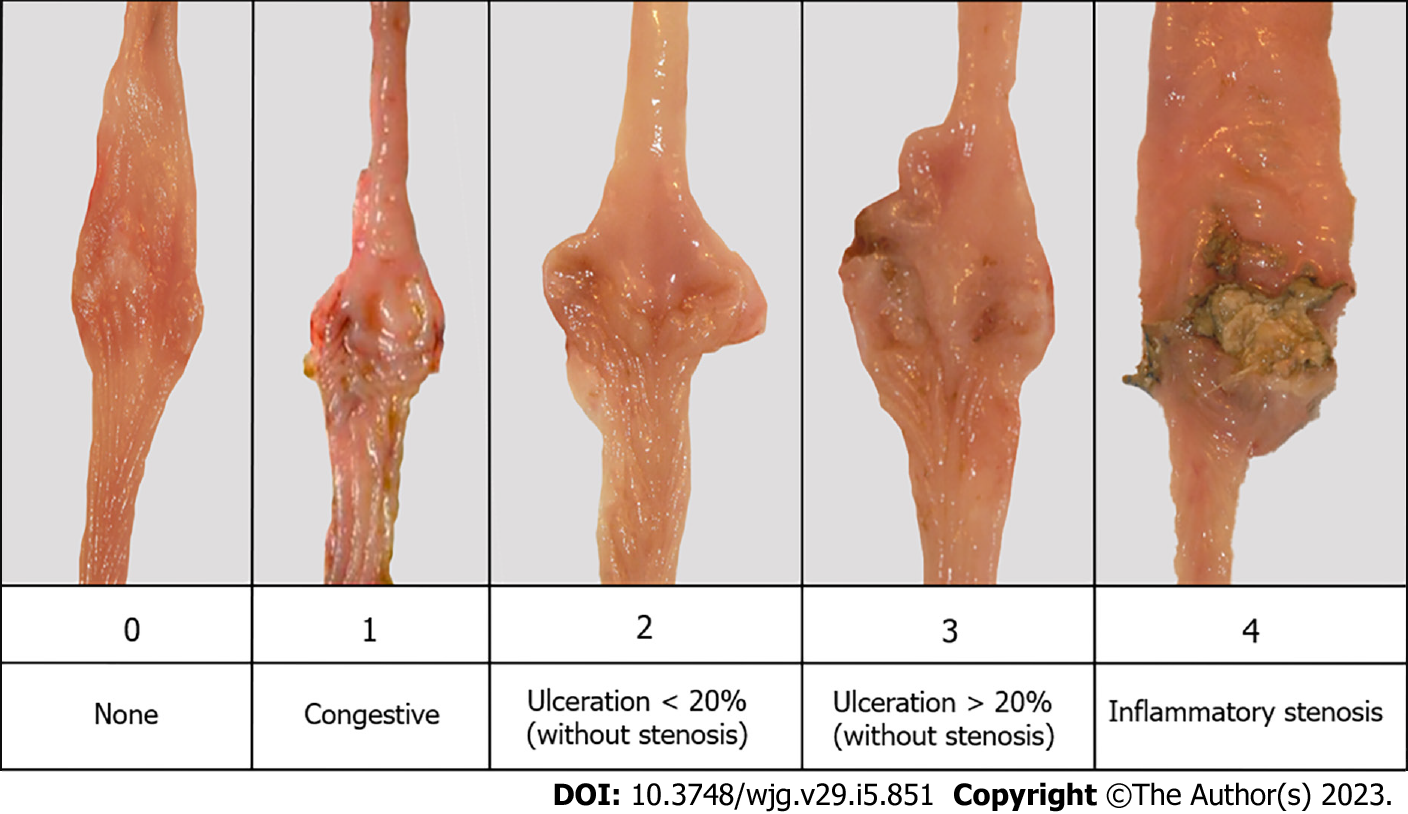 0
1
2
3
4
None
Congestive
Ulceration < 20%
(without stenosis)
Ulceration > 20%
(without stenosis)
Inflammatory stenosis
DOI: 10.3748/wjg.v29.i5.851 Copyright ©The Author(s) 2023.